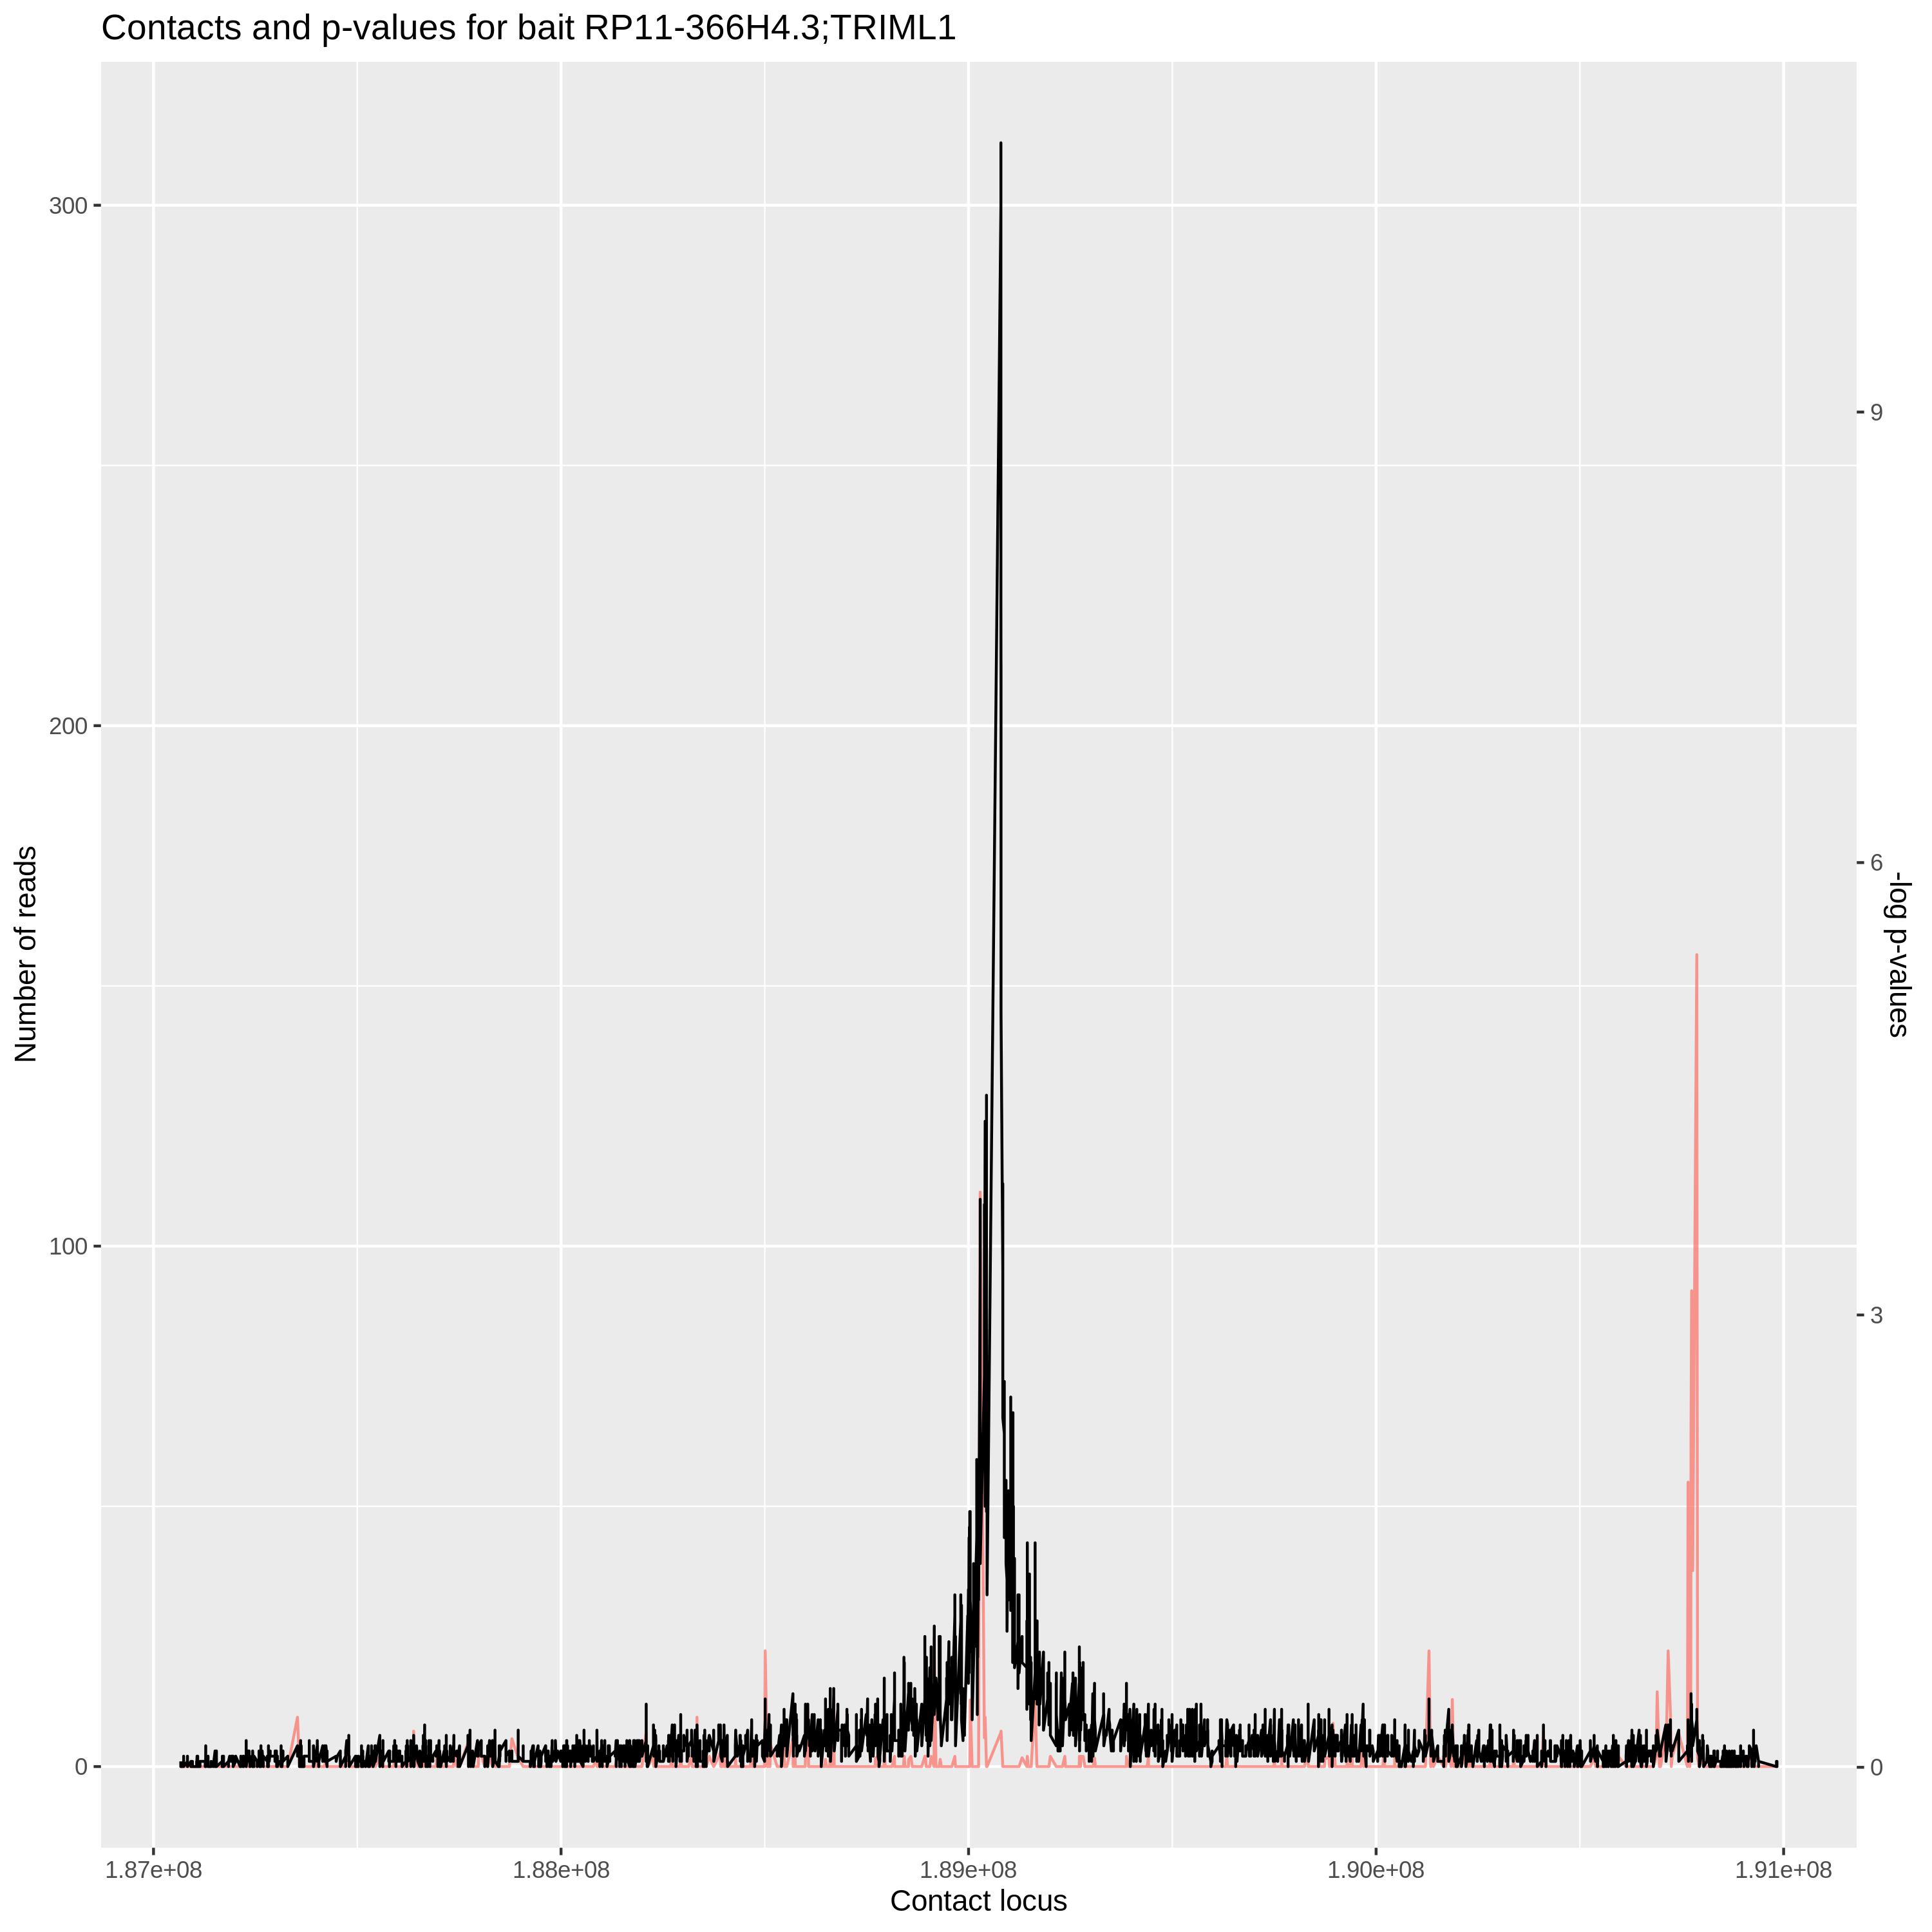 Contacts and p-values for bait RP11-366H4.3;TRIML1
300
200
100
0
Number of reads
9
6
3
0
-log p-values
1.87e+08 1.88e+08 1.89e+08 1.90e+08 1.91e+08
Contact locus